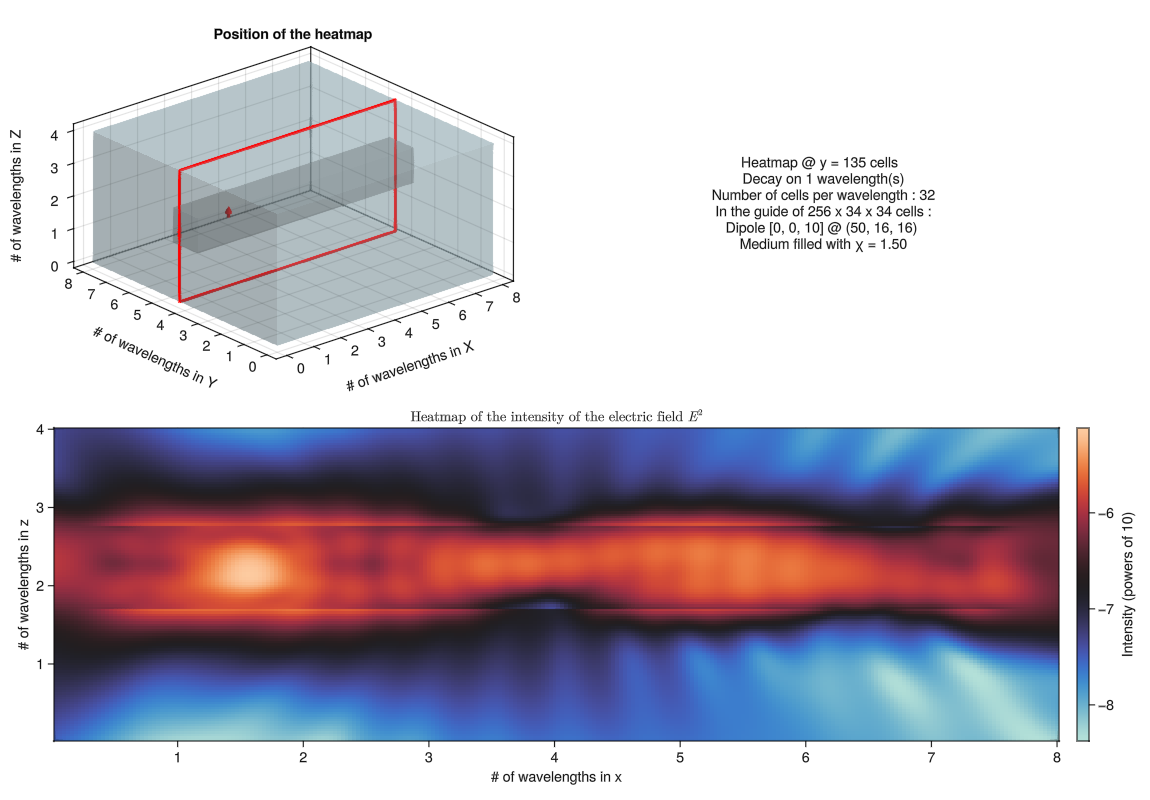 Position of the heatmap
# of wavelengths in Z
4
3
2
1
0
8
7
6
5
4
3
2
1
0
# of wavelengths in Y
0
1
2
3
4
5
6
7
8
# of wavelengths in X
Heatmap @ y = 135 cells
Decay on 1 wavelength(s)
Number of cells per wavelength : 32
In the guide of 256 x 34 x 34 cells :
Dipole [0, 0, 10] @ (50, 16, 16)
Medium filled with χ = 1.50
Heatmap of the intensity of the electric field E²
# of wavelengths in z
4
3
2
1
1
2
3
4
5
6
7
8
# of wavelengths in x
−6
−7
−8
Intensity (powers of 10)